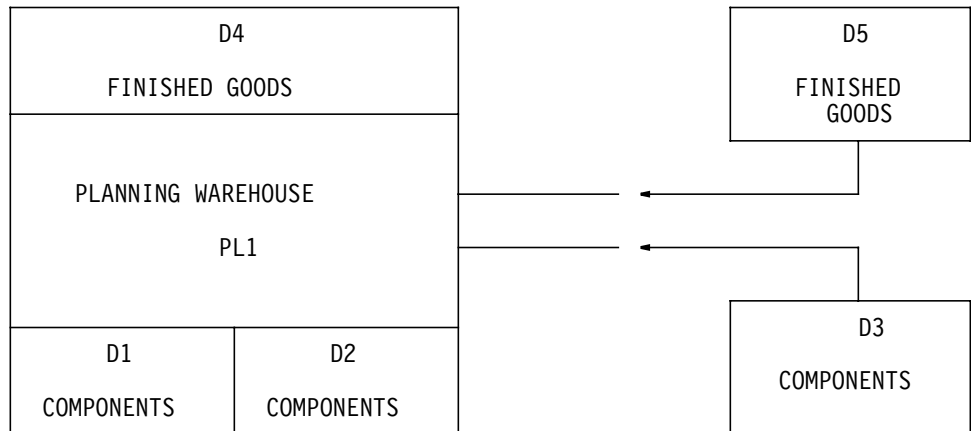 D4
FINISHED GOODS
PLANNING WAREHOUSE
PL1
D1
COMPONENTS
D2
COMPONENTS
D5
FINISHED
GOODS
D3
COMPONENTS